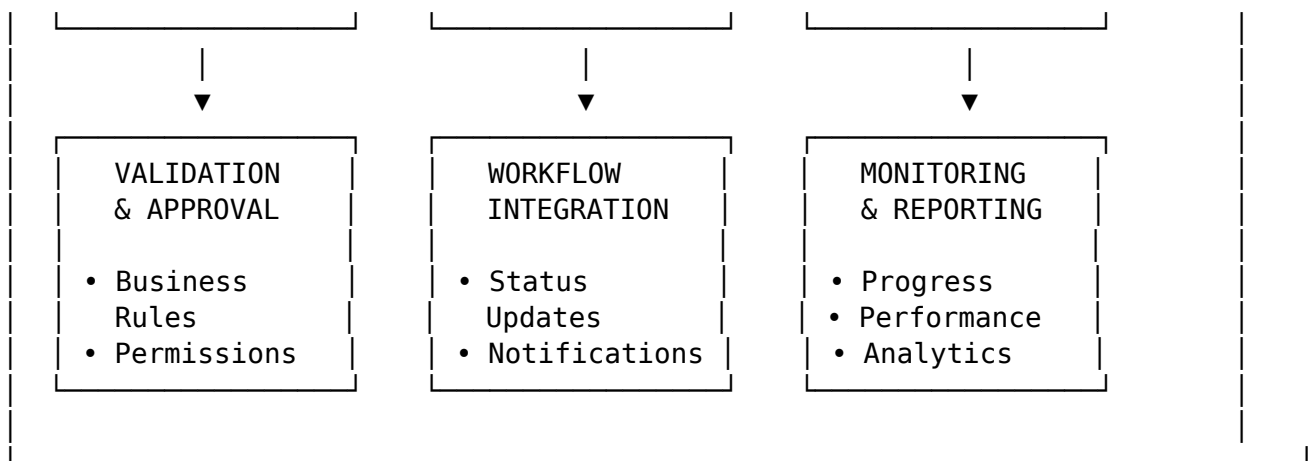 VALIDATION WORKFLOW MONITORING
& APPROVAL INTEGRATION & REPORTING
• Business • Status • Progress
Rules Updates • Performance
• Permissions • Notifications • Analytics